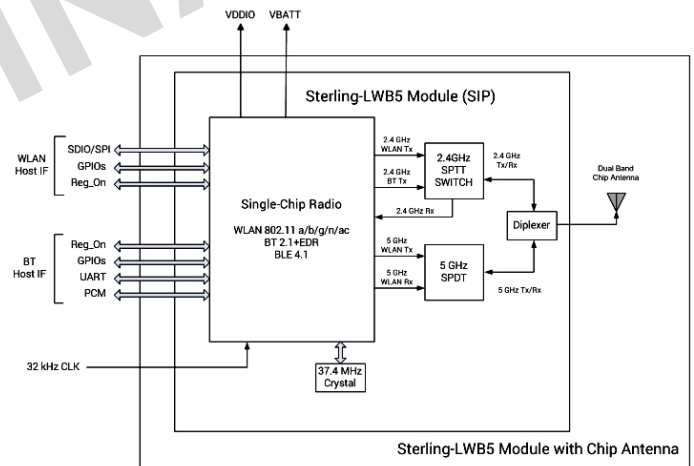 VDDIO VBATT
Sterling-LWB5 Module (SIP)
WLAN
Host IF
SDIO/SPI
GPIOs
Reg_On
BT
Host IF
Reg_On
GPIOs
UART
PCM
32 kHz CLK
Single-Chip Radio
WLAN 802.11 a/b/g/n/ac
BT 2.1+EDR
BLE 4.1
37.4 MHz
Crystal
2.4 GHz
WLAN Tx
2.4 GHz
BT Tx
2.4 GHz Rx
5 GHz
WLAN Tx
5 GHz
WLAN Rx
2.4GHz
SPTT
SWITCH
5 GHz
SPDT
2.4 GHz
Tx/Rx
Diplexer
5 GHz Tx/Rx
Dual Band
Chip Antenna
Sterling-LWB5 Module with Chip Antenna